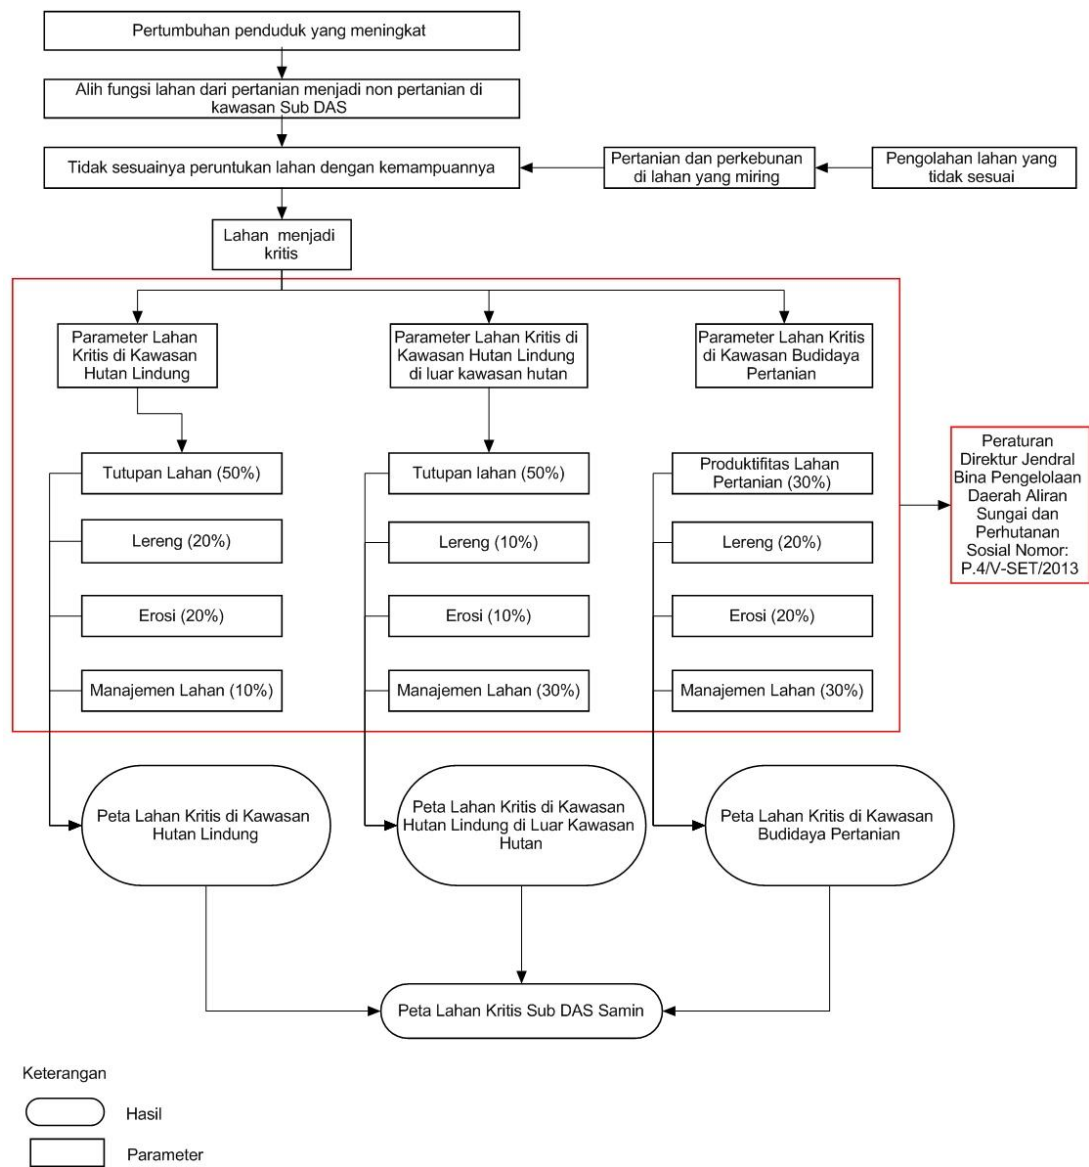 Pertumbuhan penduduk yang meningkat
Alih fungsi lahan dari pertanian menjadi non pertanian di
kawasan Sub DAS
Tidak sesuainya peruntukan lahan dengan kemampuannya
Pertanian dan perkebunan
di lahan yang miring
Pengolahan lahan yang
tidak sesuai
Lahan menjadi
kritis
Parameter Lahan
Kritis di Kawasan
Hutan Lindung
Parameter Lahan Kritis di
Kawasan Hutan Lindung
di luar kawasan hutan
Parameter Lahan Kritis
di Kawasan Budidaya
Pertanian
Tutupan Lahan (50%)
Tutupan lahan (50%)
Produktifitas Lahan
Pertanian (30%)
Lereng (20%)
Lereng (10%)
Lereng (20%)
Erosi (20%)
Erosi (10%)
Erosi (20%)
Manajemen Lahan (10%)
Manajemen Lahan (30%)
Manajemen Lahan (30%)
Peraturan
Direktur Jendral
Bina Pengelolaan
Daerah Aliran
Sungai dan
Perhutanan
Sosial Nomor:
P.4/V-SET/2013
Peta Lahan Kritis di Kawasan
Hutan Lindung
Peta Lahan Kritis di Kawasan
Hutan Lindung di Luar Kawasan
Hutan
Peta Lahan Kritis di Kawasan
Budidaya Pertanian
Peta Lahan Kritis Sub DAS Samin
Keterangan
Hasil
Parameter